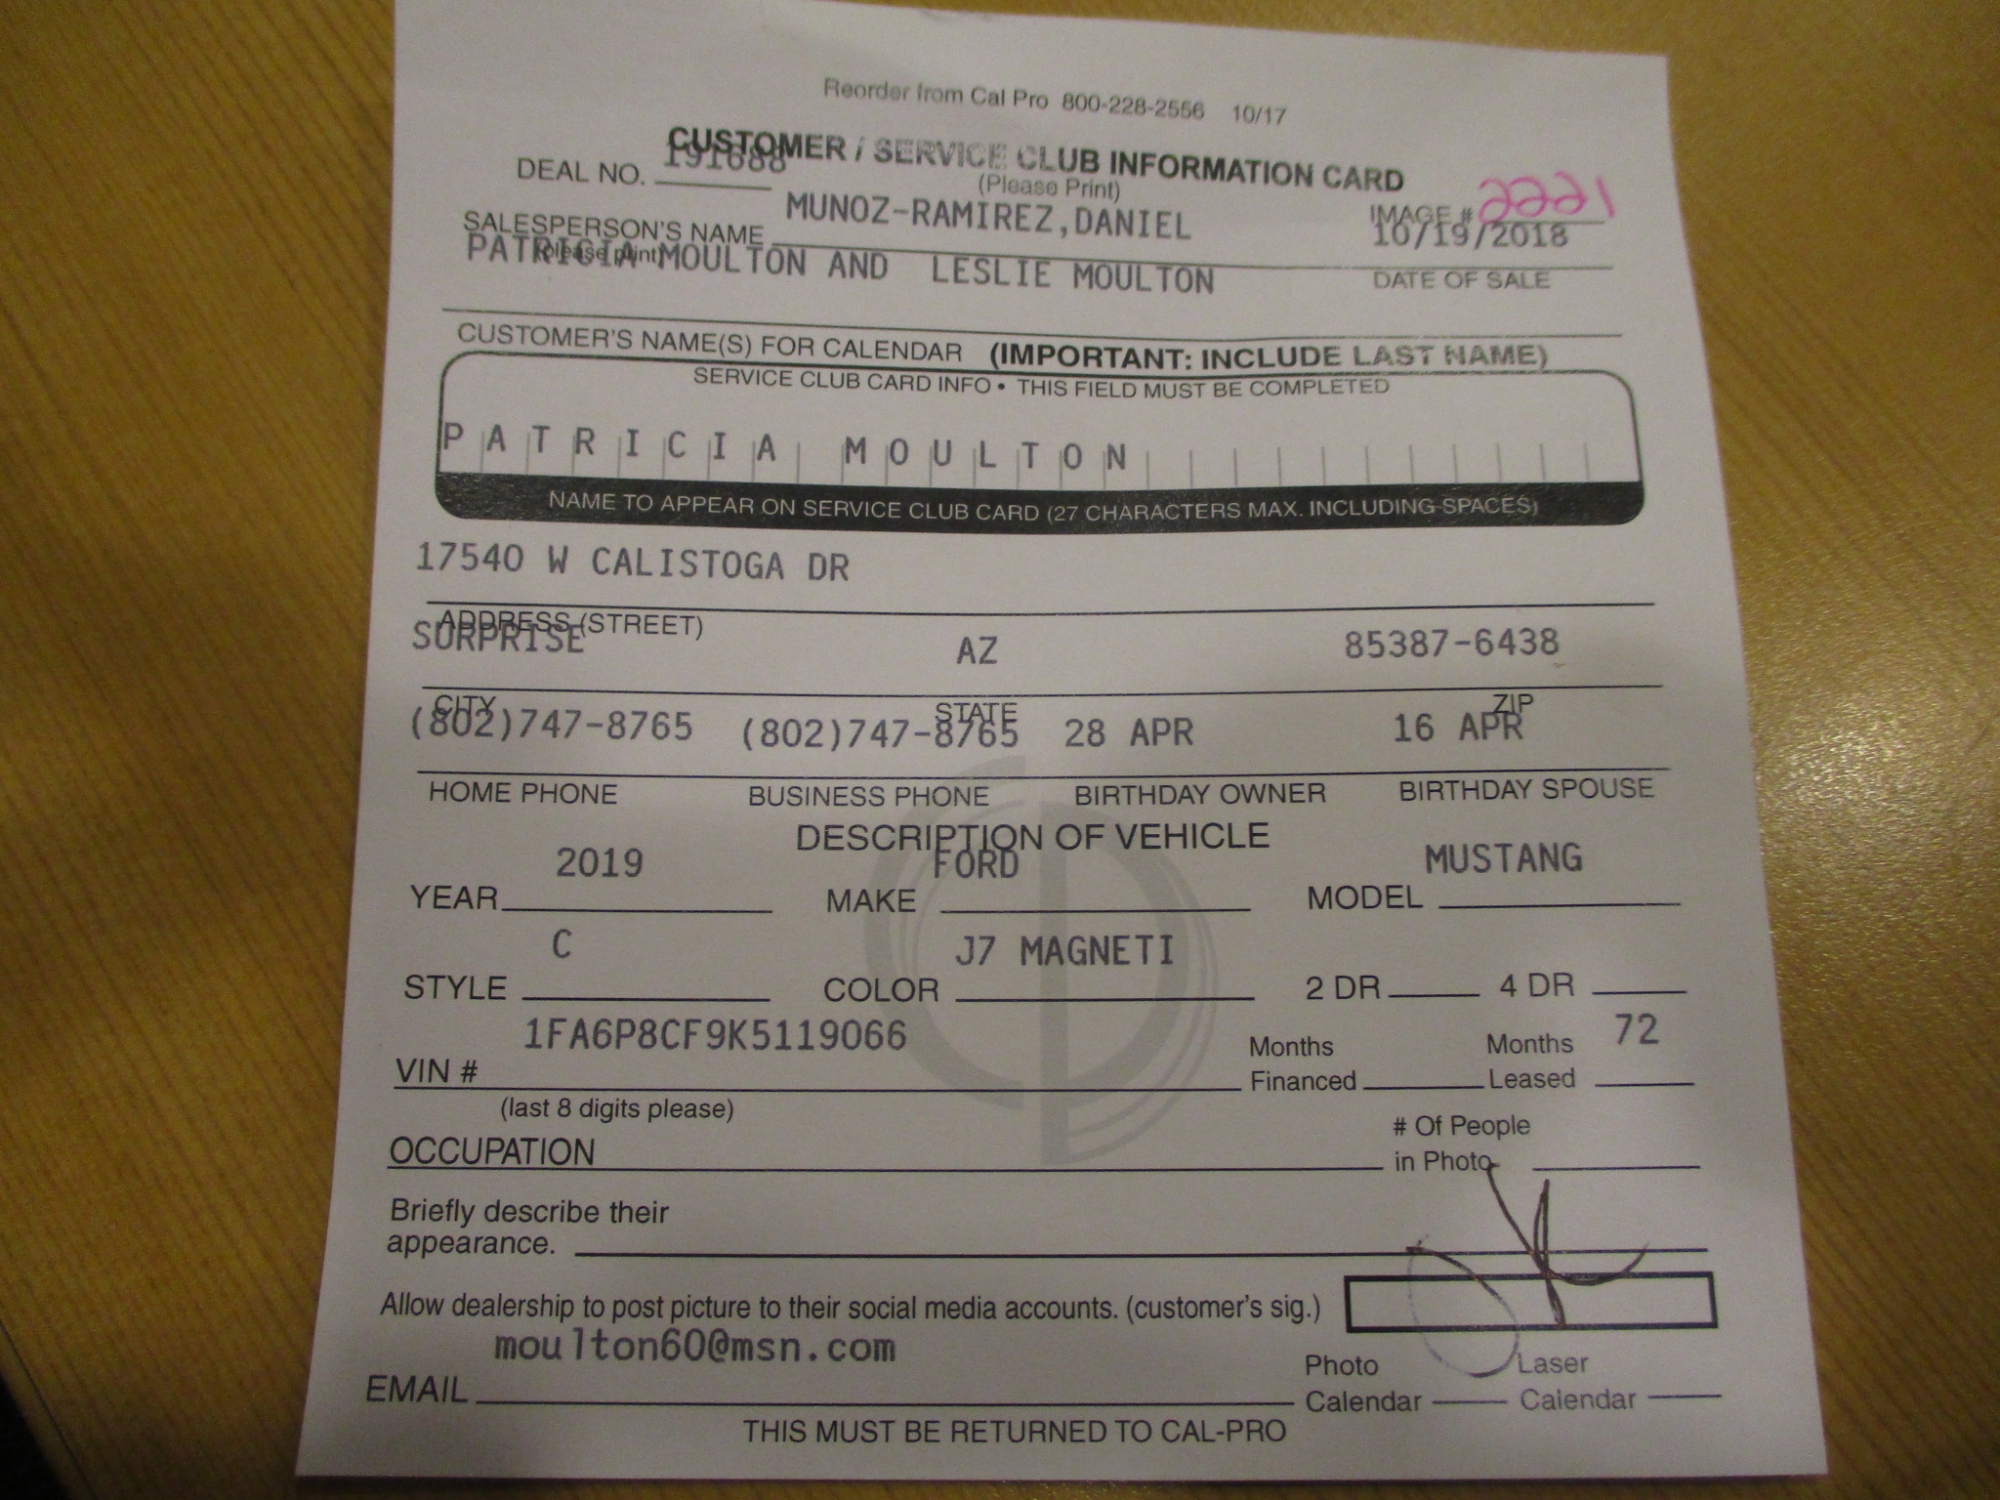 Reorder from Cal Pro 800-228-2556 10/17
CUSTOMER / SERVICE CLUB INFORMATION CARD
(Please Print)
DEAL NO. 191688
IMAGE # 2221
SALESPERSON'S NAME MUNOZ-RAMIREZ,DANIEL 10/19/2018
(please print)
PATRICIA MOULTON AND LESLIE MOULTON
DATE OF SALE
CUSTOMER'S NAME(S) FOR CALENDAR (IMPORTANT: INCLUDE LAST NAME)
SERVICE CLUB CARD INFO • THIS FIELD MUST BE COMPLETED
PATRICIA MOULTON
NAME TO APPEAR ON SERVICE CLUB CARD (27 CHARACTERS MAX. INCLUDING SPACES)
17540 W CALISTOGA DR
ADDRESS (STREET)
SURPRISE AZ 85387-6438
CITY STATE ZIP
(802)747-8765 (802)747-8765 28 APR 16 APR
HOME PHONE BUSINESS PHONE BIRTHDAY OWNER BIRTHDAY SPOUSE
DESCRIPTION OF VEHICLE
2019 FORD MUSTANG
YEAR MAKE MODEL
C J7 MAGNETI
STYLE COLOR 2 DR 4 DR
1FA6P8CF9K5119066 Months Months 72
VIN # Financed Leased
(last 8 digits please)
# Of People
OCCUPATION in Photo
Briefly describe their
appearance.
Allow dealership to post picture to their social media accounts. (customer's sig.)
moulton60@msn.com
Photo Laser
EMAIL Calendar Calendar
THIS MUST BE RETURNED TO CAL-PRO